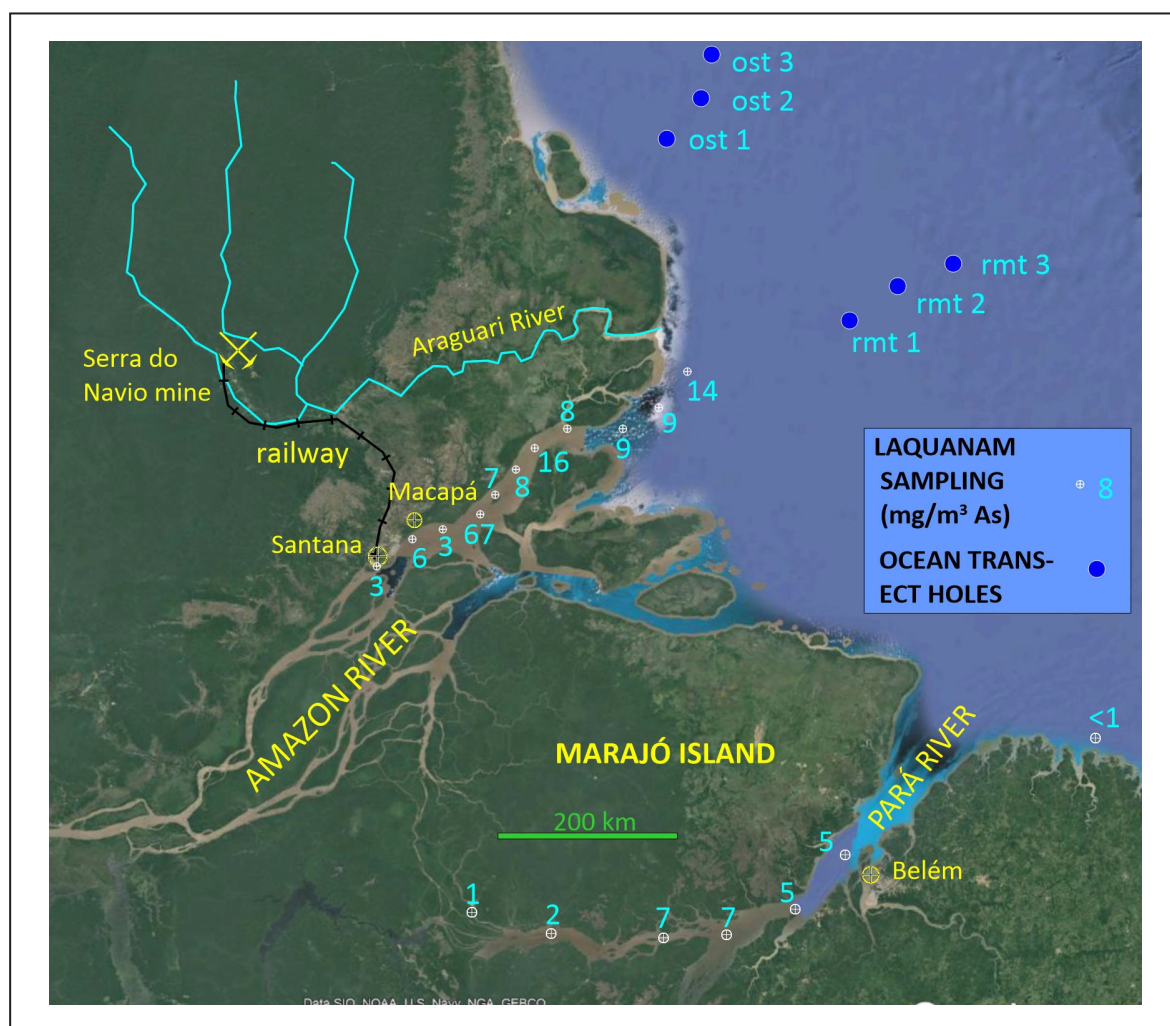 ost 3
ost 2
ost 1
rmt 3
rmt 2
rmt 1
Araguari River
Serra do
Navio mine
railway
14
9
8
9
16
8
7
Macapá
67
3
6
Santana
3
LAQUANAM
SAMPLING
(mg/m³ As)
8
OCEAN TRANS-
ECT HOLES
AMAZON RIVER
MARAJÓ ISLAND
<1
PARÁ RIVER
200 km
5
Belém
5
1
2
7
7
Data SIO, NOAA, U.S. Navy, NGA, GEBCO